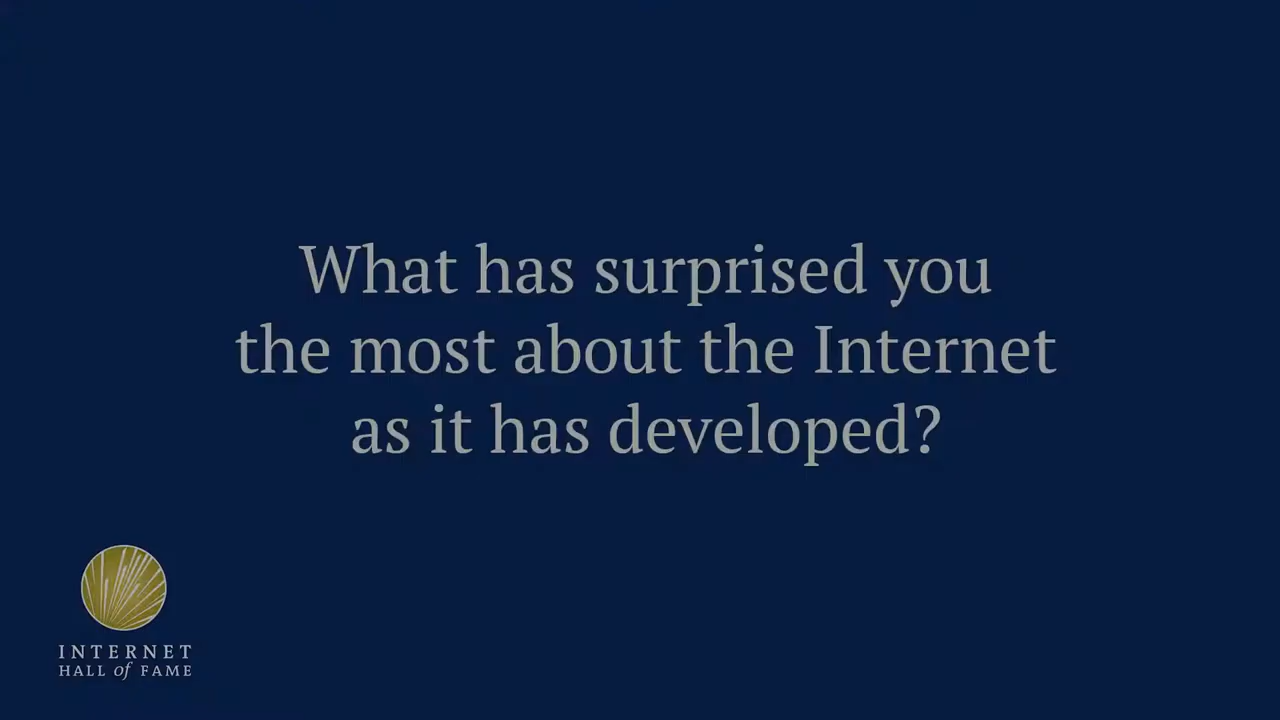 What has surprised you
the most about the Internet
as it has developed?
INTERNET
HALL of FAME